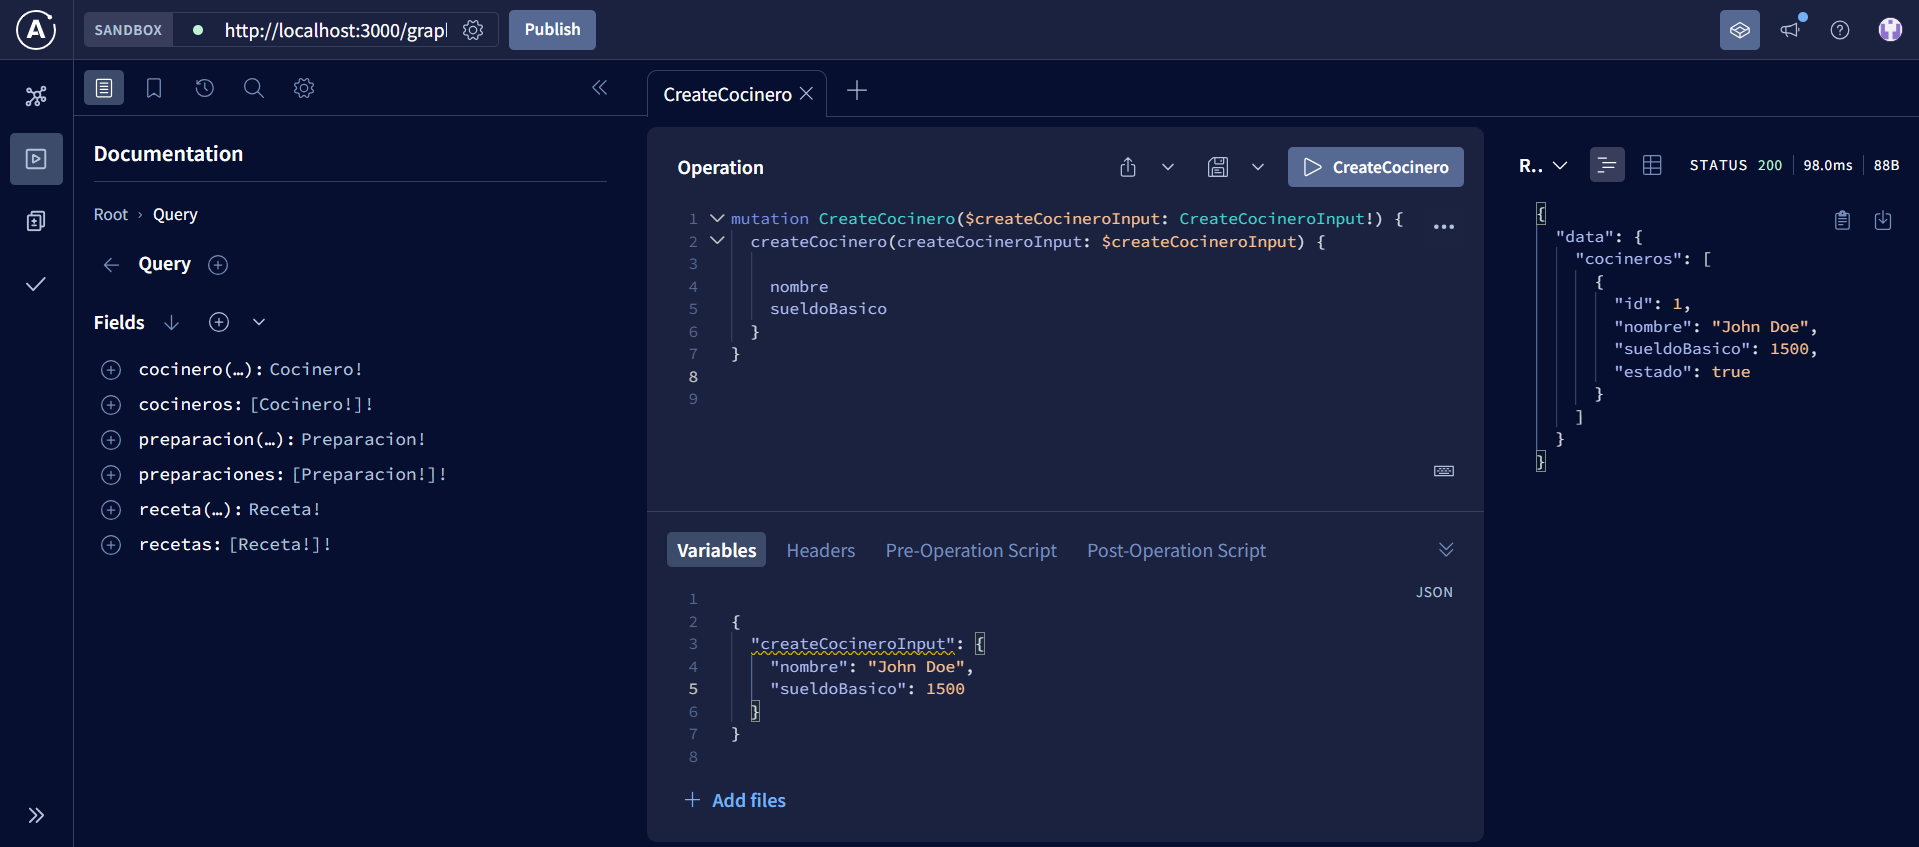 SANDBOX
http://localhost:3000/grap
Publish
Documentation
Root › Query
Query
Fields
cocinero(…): Cocinero!
cocineros: [Cocinero!]!
preparacion(…): Preparacion!
preparaciones: [Preparacion!]!
receta(…): Receta!
recetas: [Receta!]!
CreateCocinero
Operation
CreateCocinero
1 mutation CreateCocinero($createCocineroInput: CreateCocineroInput!) {
2 createCocinero(createCocineroInput: $createCocineroInput) {
3
4 nombre
5 sueldoBasico
6 }
7 }
8
9
Variables Headers Pre-Operation Script Post-Operation Script
JSON
1
2 {
3 "createCocineroInput": {
4 "nombre": "John Doe",
5 "sueldoBasico": 1500
6 }
7 }
8
Add files
R.. STATUS 200 98.0ms 88B
{
"data": {
"cocineros": [
{
"id": 1,
"nombre": "John Doe",
"sueldoBasico": 1500,
"estado": true
}
]
}
}